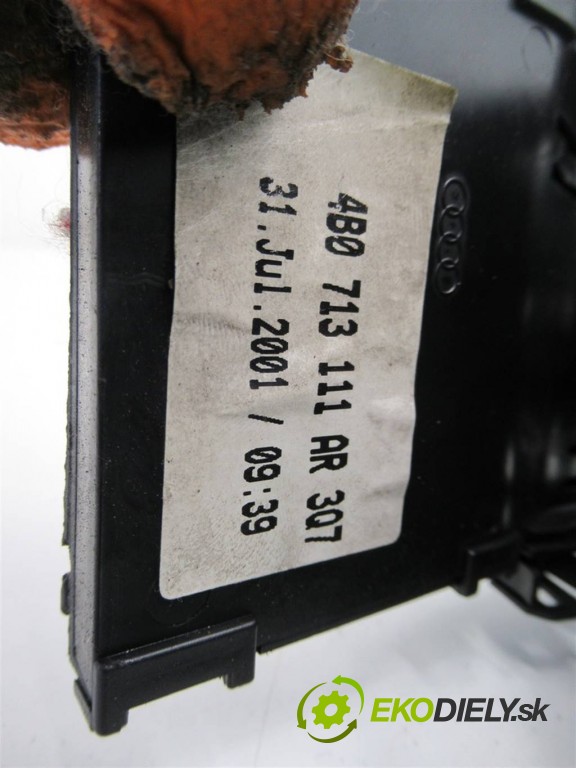 4B0 713 111 AR 3Q7
31.Jul.2001 / 09:39
EKODIELY.sk